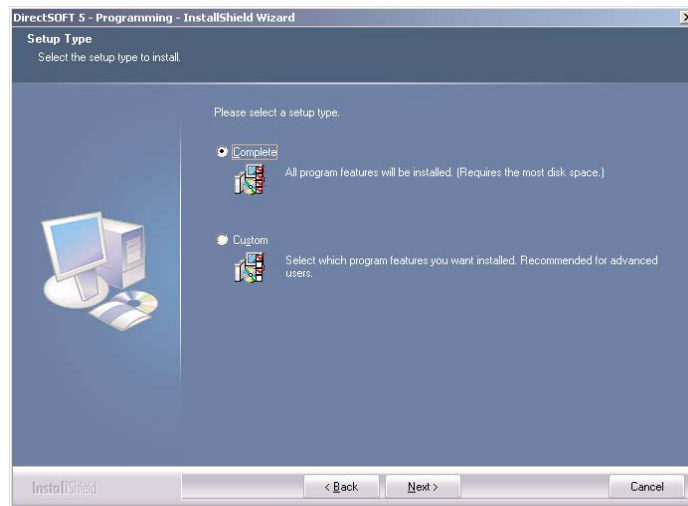 DirectSOFT 5 - Programming - InstallShield Wizard
Setup Type
Select the setup type to install.
Please select a setup type.
Complete
All program features will be installed. (Requires the most disk space.)
Custom
Select which program features you want installed. Recommended for advanced
users.
InstallShield
< Back
Next >
Cancel